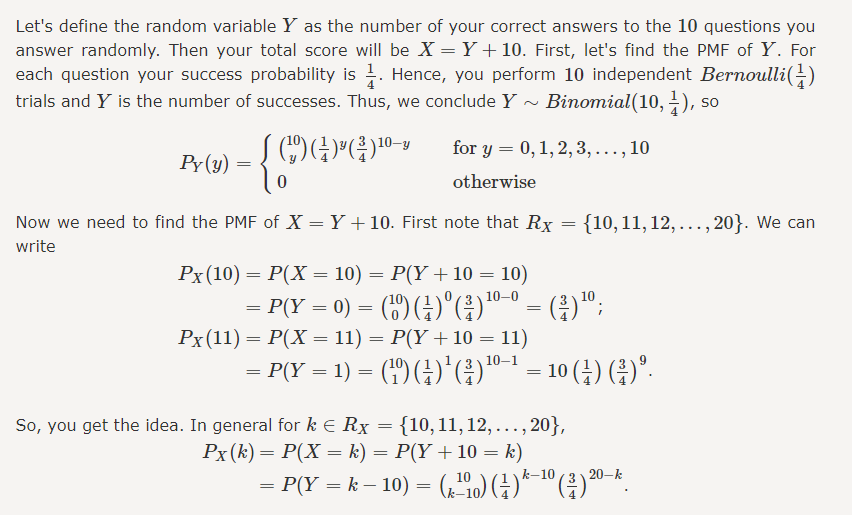 Let's define the random variable Y as the number of your correct answers to the 10 questions you
answer randomly. Then your total score will be X = Y + 10. First, let's find the PMF of Y. For
each question your success probability is 1/4. Hence, you perform 10 independent Bernoulli(1/4)
trials and Y is the number of successes. Thus, we conclude Y ∼ Binomial(10, 1/4), so
P_Y(y) = { (10 choose y)(1/4)^y(3/4)^{10−y} for y = 0, 1, 2, 3, …, 10
0 otherwise
Now we need to find the PMF of X = Y + 10. First note that R_X = {10, 11, 12, …, 20}. We can
write
P_X(10) = P(X = 10) = P(Y + 10 = 10)
= P(Y = 0) = (10 choose 0)(1/4)^0(3/4)^{10−0} = (3/4)^{10};
P_X(11) = P(X = 11) = P(Y + 10 = 11)
= P(Y = 1) = (10 choose 1)(1/4)^1(3/4)^{10−1} = 10(1/4)(3/4)^9.
So, you get the idea. In general for k ∈ R_X = {10, 11, 12, …, 20},
P_X(k) = P(X = k) = P(Y + 10 = k)
= P(Y = k − 10) = (10 choose k−10)(1/4)^{k−10}(3/4)^{20−k}.